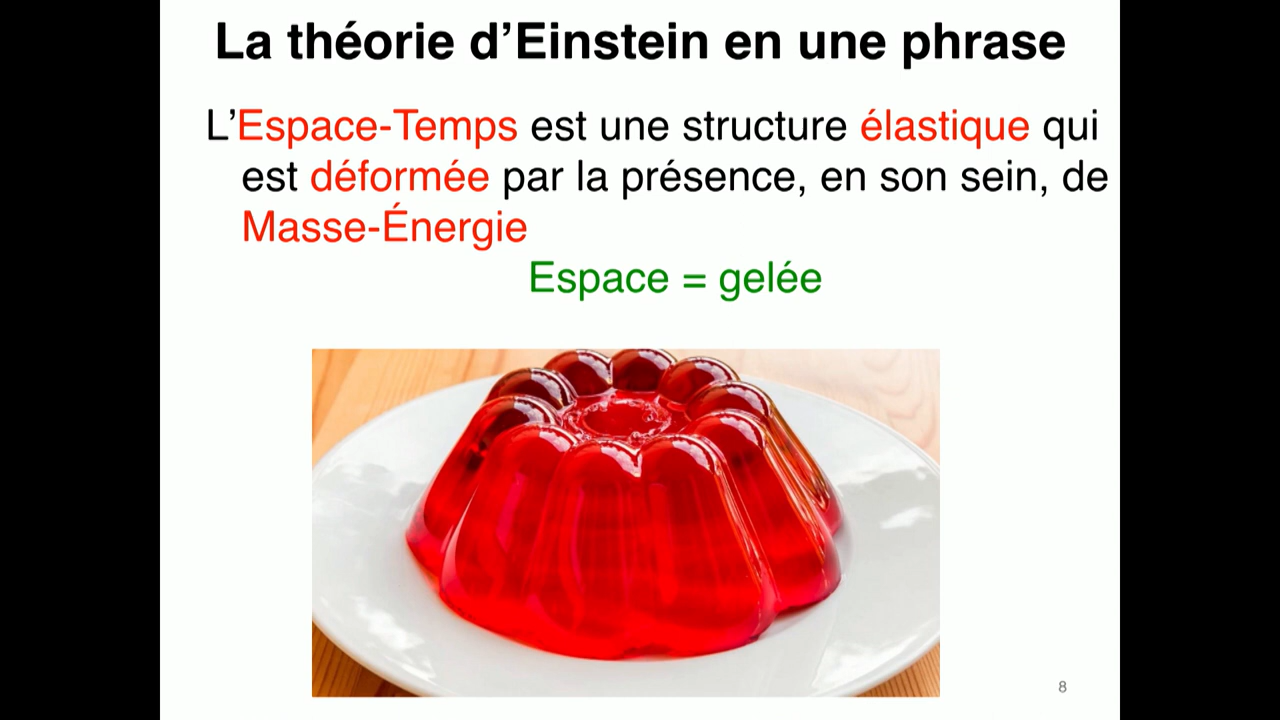 La théorie d’Einstein en une phrase
L’Espace-Temps est une structure élastique qui
est déformée par la présence, en son sein, de
Masse-Énergie
Espace = gelée
8